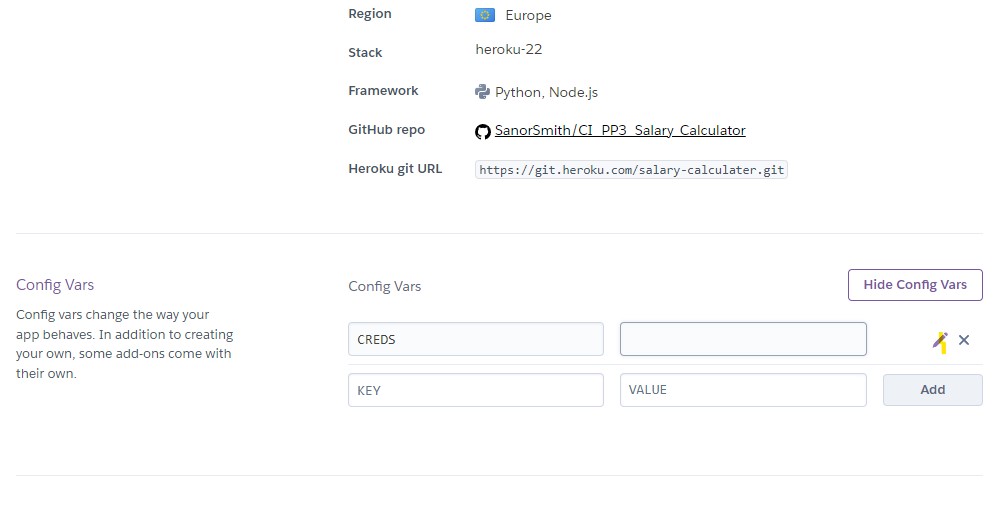 Region Europe
Stack heroku-22
Framework Python, Node.js
GitHub repo SanorSmith/CI_PP3_Salary_Calculator
Heroku git URL https://git.heroku.com/salary-calculater.git
Config Vars
Config vars change the way your
app behaves. In addition to creating
your own, some add-ons come with
their own.
Config Vars Hide Config Vars
CREDS
KEY VALUE Add